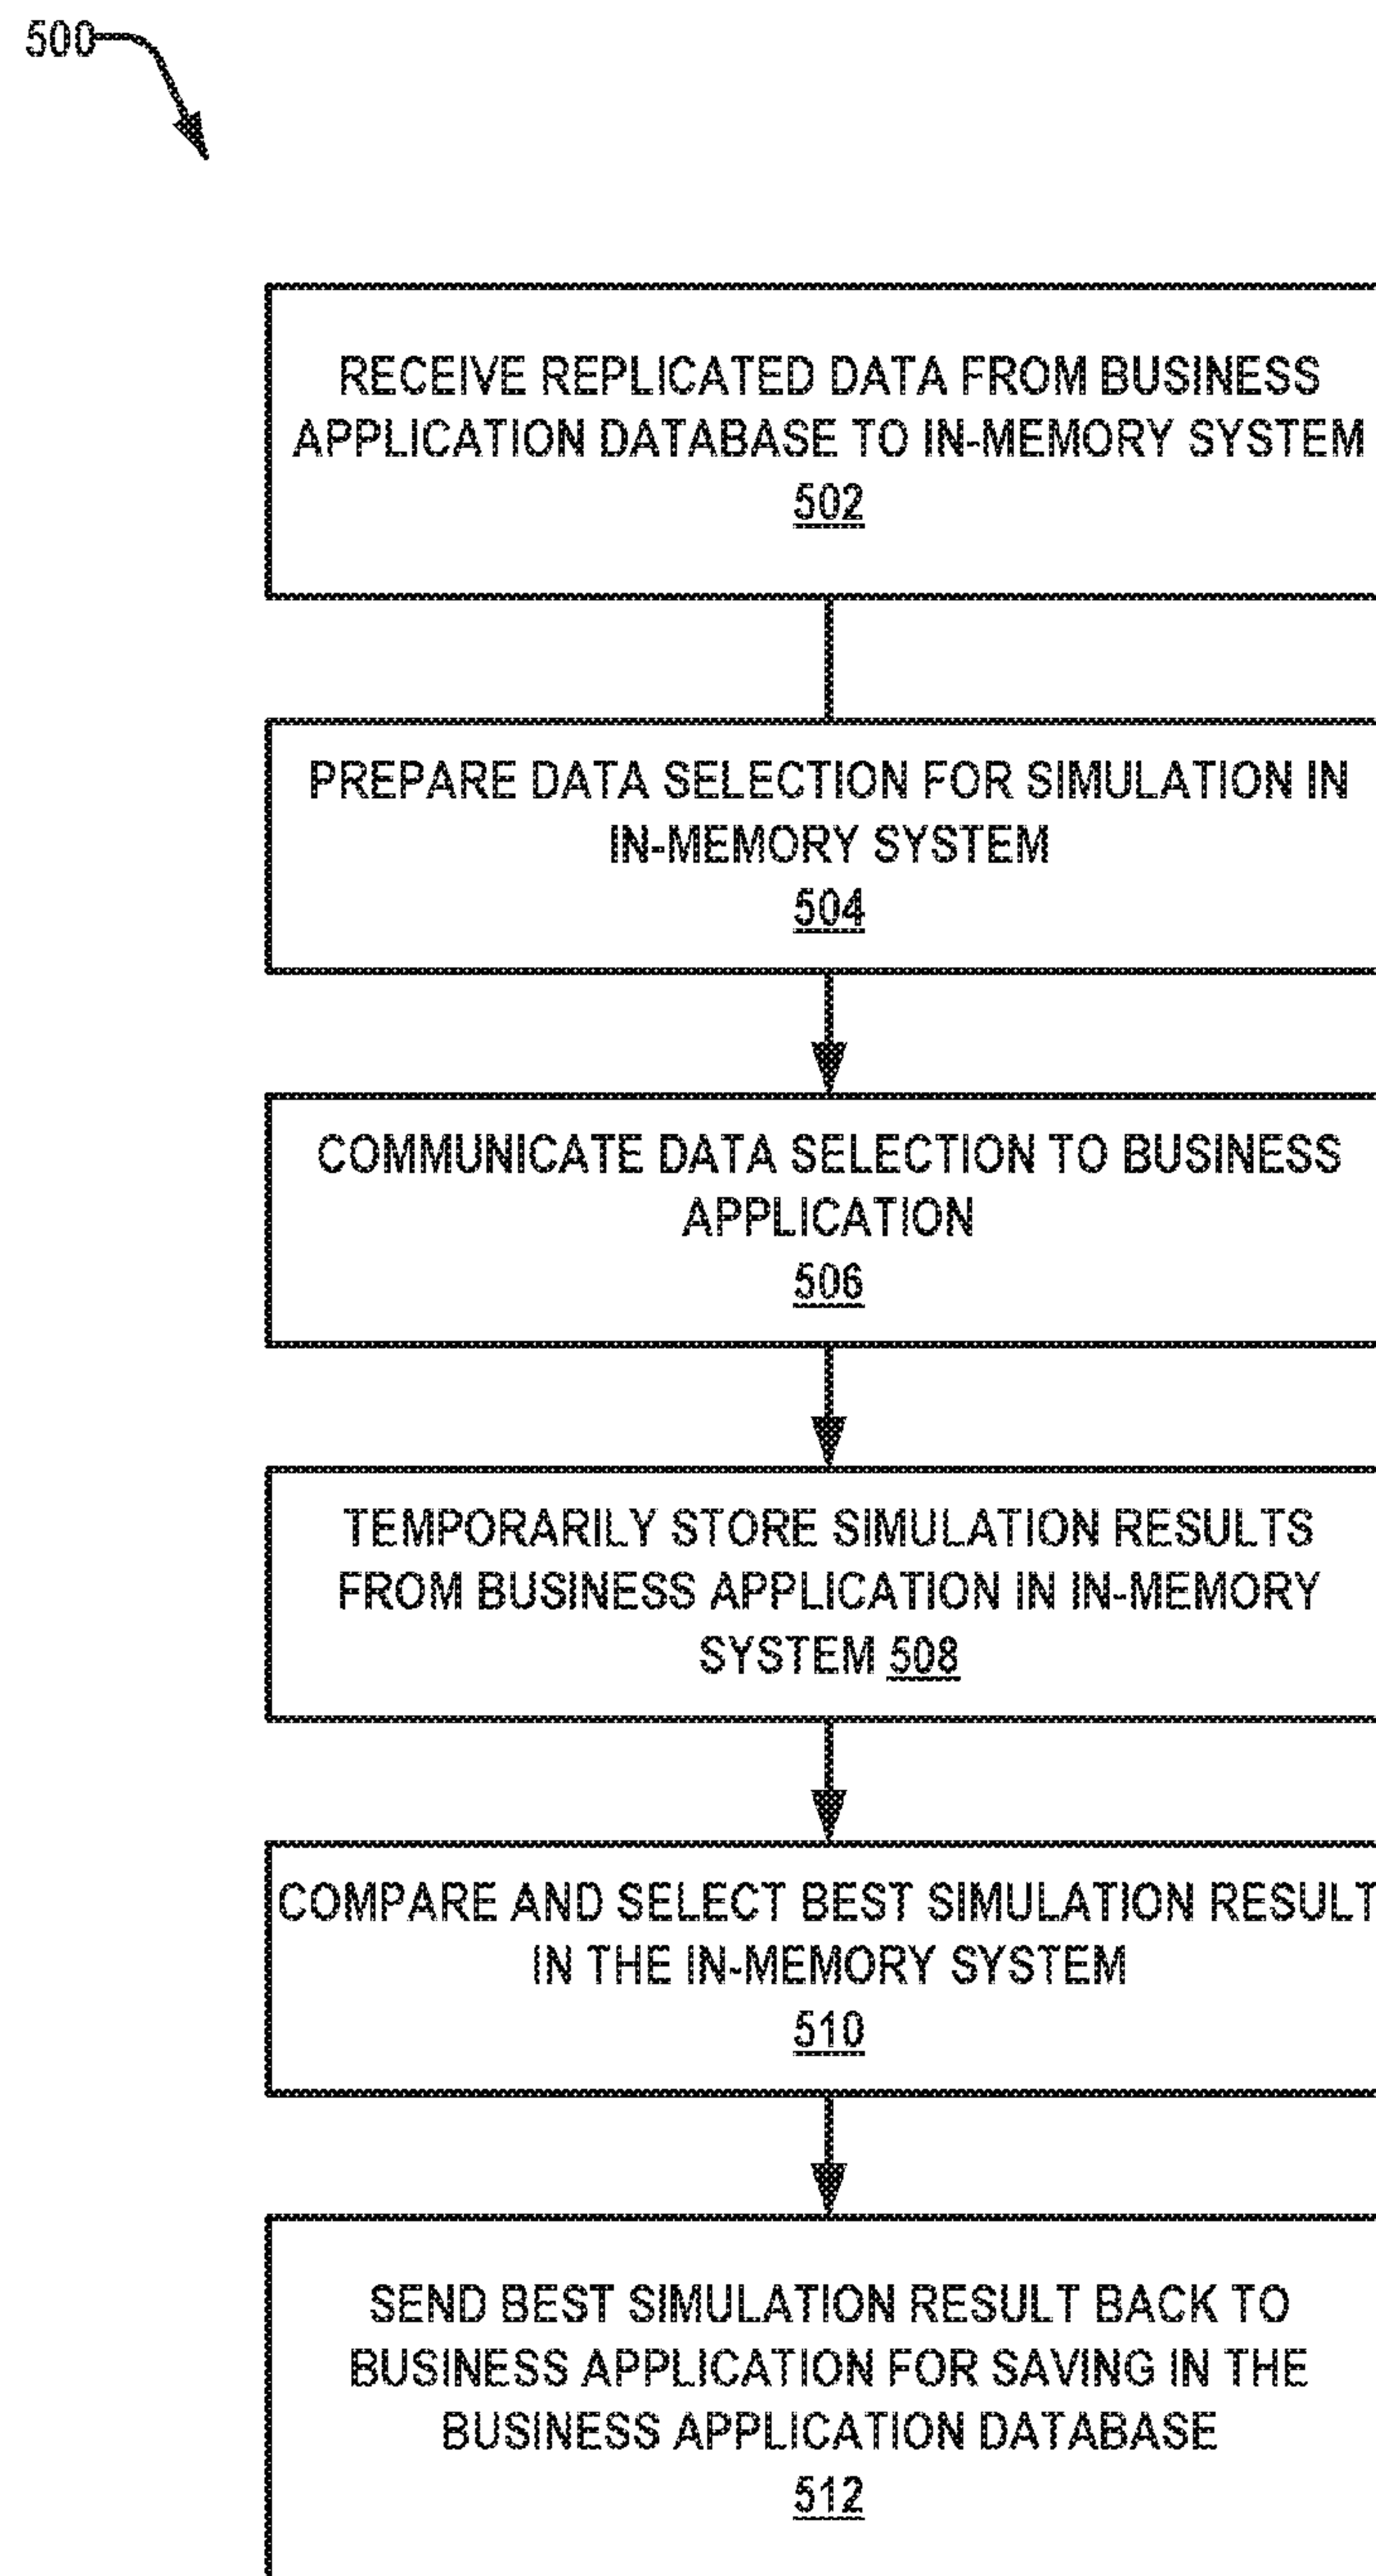 500
RECEIVE REPLICATED DATA FROM BUSINESS
APPLICATION DATABASE TO IN-MEMORY SYSTEM
502
PREPARE DATA SELECTION FOR SIMULATION IN
IN-MEMORY SYSTEM
504
COMMUNICATE DATA SELECTION TO BUSINESS
APPLICATION
506
TEMPORARILY STORE SIMULATION RESULTS
FROM BUSINESS APPLICATION IN IN-MEMORY
SYSTEM 508
COMPARE AND SELECT BEST SIMULATION RESULT
IN THE IN-MEMORY SYSTEM
510
SEND BEST SIMULATION RESULT BACK TO
BUSINESS APPLICATION FOR SAVING IN THE
BUSINESS APPLICATION DATABASE
512